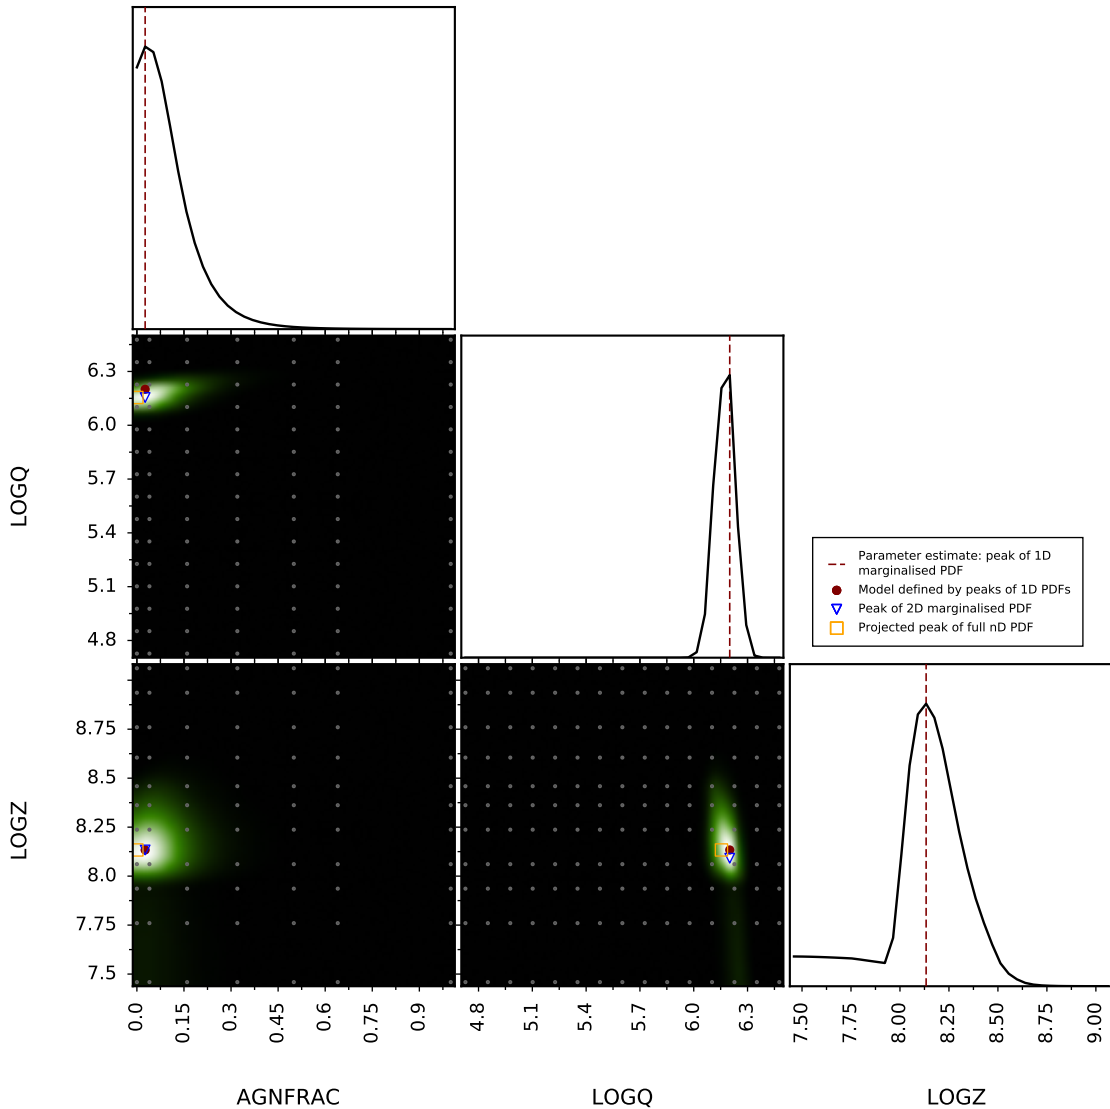 6.3
6.0
5.7
5.4
5.1
4.8
LOGQ
Parameter estimate: peak of 1D
marginalised PDF
Model defined by peaks of 1D PDFs
Peak of 2D marginalised PDF
Projected peak of full nD PDF
8.75
8.5
8.25
8.0
7.75
7.5
LOGZ
0.0 0.15 0.3 0.45 0.6 0.75 0.9
4.8 5.1 5.4 5.7 6.0 6.3
7.50 7.75 8.00 8.25 8.50 8.75 9.00
AGNFRAC LOGQ LOGZ